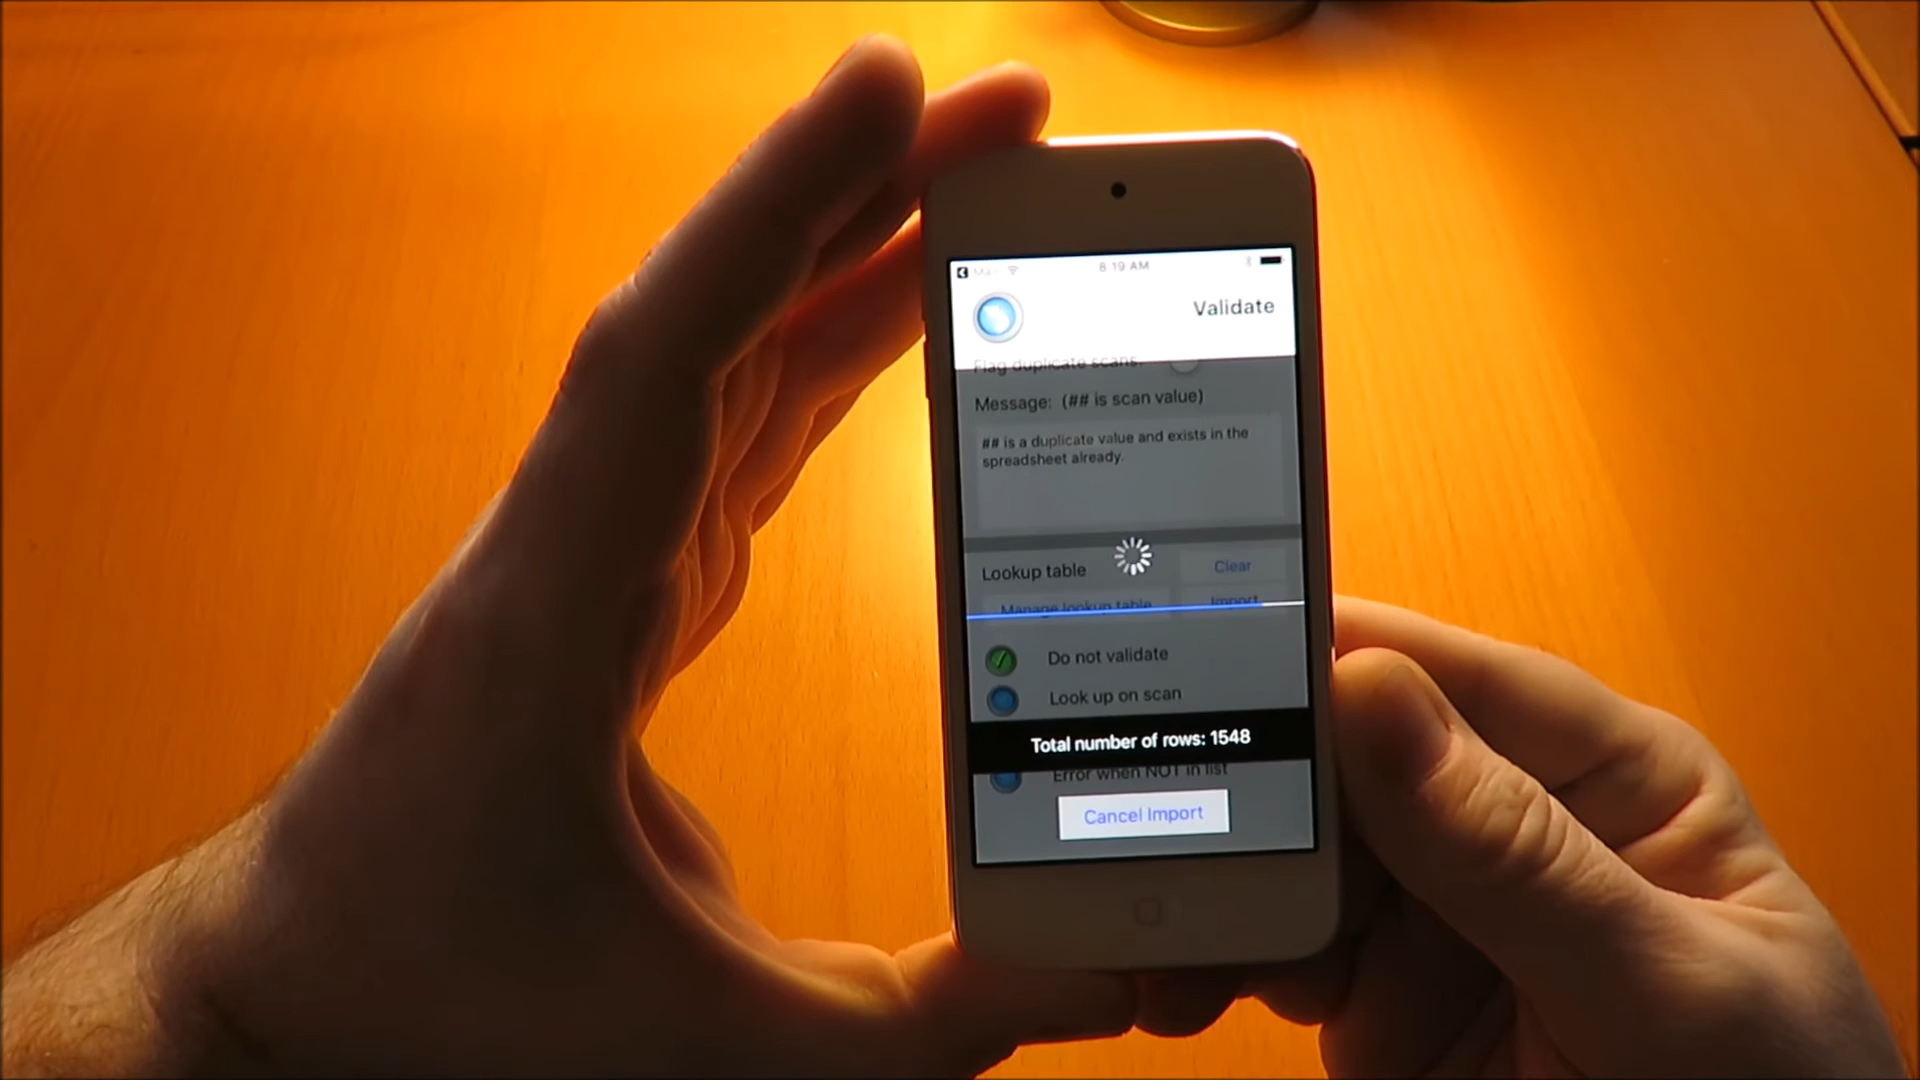 Mail
8:19 AM
Validate
Flag duplicate scans:
Message: (## is scan value)
## is a duplicate value and exists in the
spreadsheet already.
Lookup table
Clear
Manage lookup table
Import
Do not validate
Look up on scan
Total number of rows: 1548
Error when NOT in list
Cancel Import